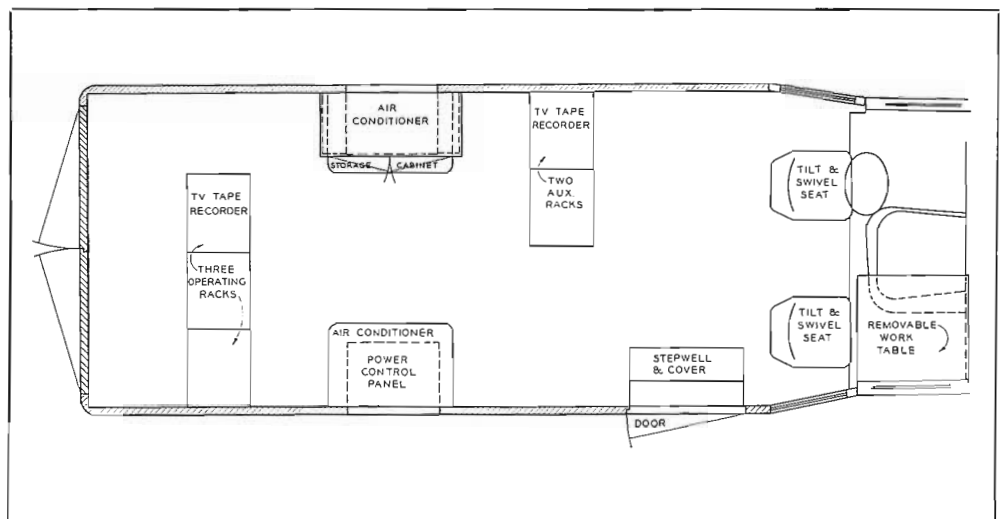 AIR
CONDITIONER
STORAGE CABINET
TV TAPE
RECORDER
TWO
AUX.
RACKS
TILT &
SWIVEL
SEAT
TV TAPE
RECORDER
THREE
OPERATING
RACKS
AIR CONDITIONER
POWER
CONTROL
PANEL
STEPWELL
& COVER
DOOR
TILT &
SWIVEL
SEAT
REMOVABLE
WORK
TABLE